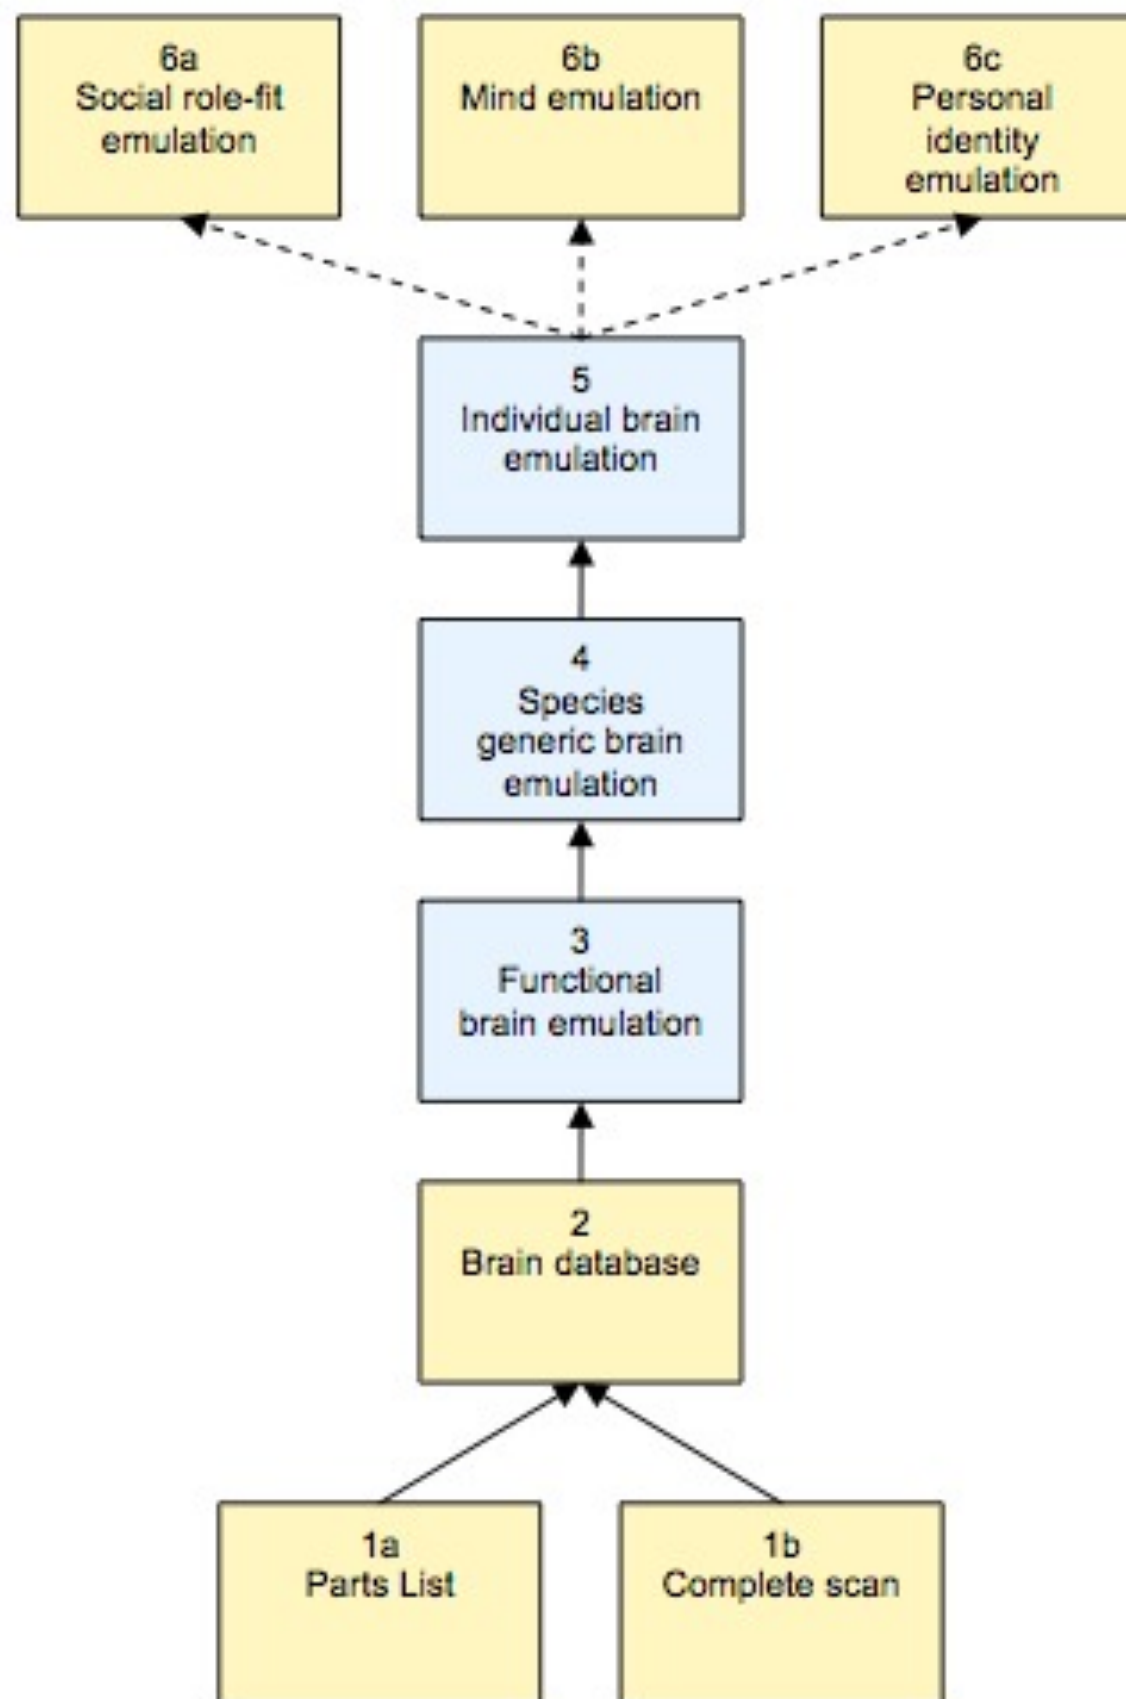 6a
Social role-fit
emulation
6b
Mind emulation
6c
Personal
identity
emulation
5
Individual brain
emulation
4
Species
generic brain
emulation
3
Functional
brain emulation
2
Brain database
1a
Parts List
1b
Complete scan